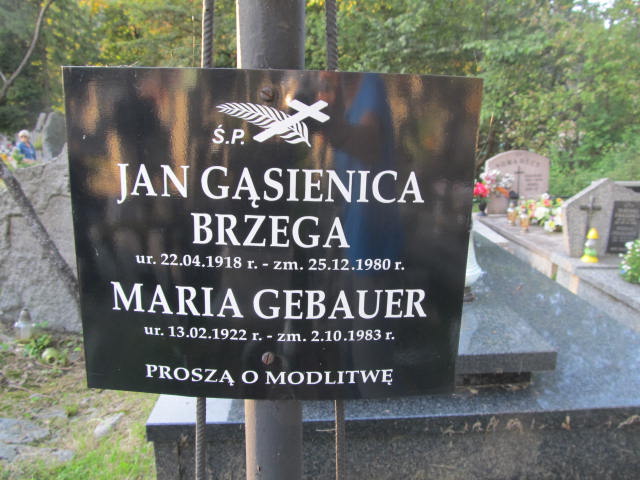 Ś.P.
JAN GĄSIENICA
BRZEGA
ur. 22.04.1918 r. - zm. 25.12.1980 r.
MARIA GEBAUER
ur. 13.02.1922 r. - zm. 2.10.1983 r.
PROSZĄ O MODLITWĘ